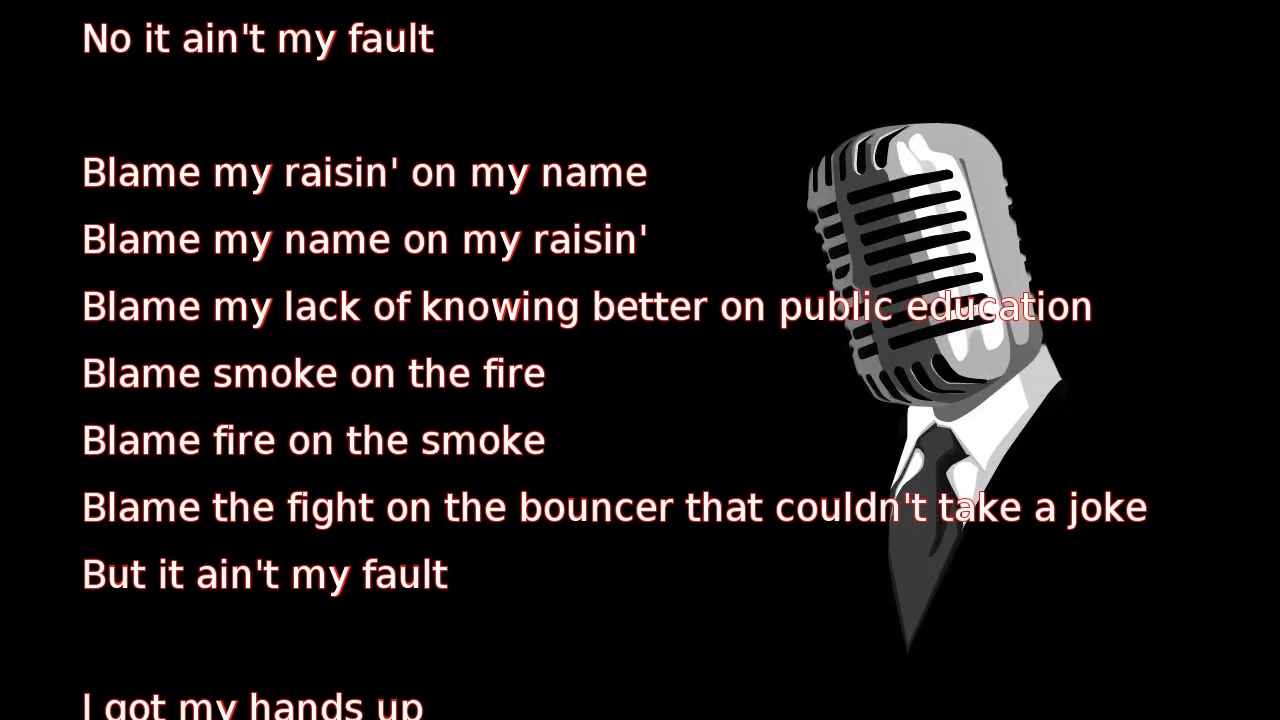 No it ain't my fault
Blame my raisin' on my name
Blame my name on my raisin'
Blame my lack of knowing better on public education
Blame smoke on the fire
Blame fire on the smoke
Blame the fight on the bouncer that couldn't take a joke
But it ain't my fault
I got my hands up